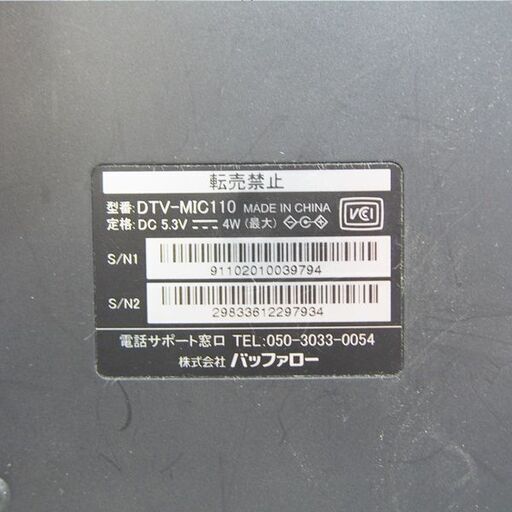 転売禁止
型番: DTV-MIC110 MADE IN CHINA
定格: DC 5.3V 4W (最大)
VCCI
S/N1
91102010039794
S/N2
29833612297934
電話サポート窓口 TEL:050-3033-0054
株式会社 バッファロー